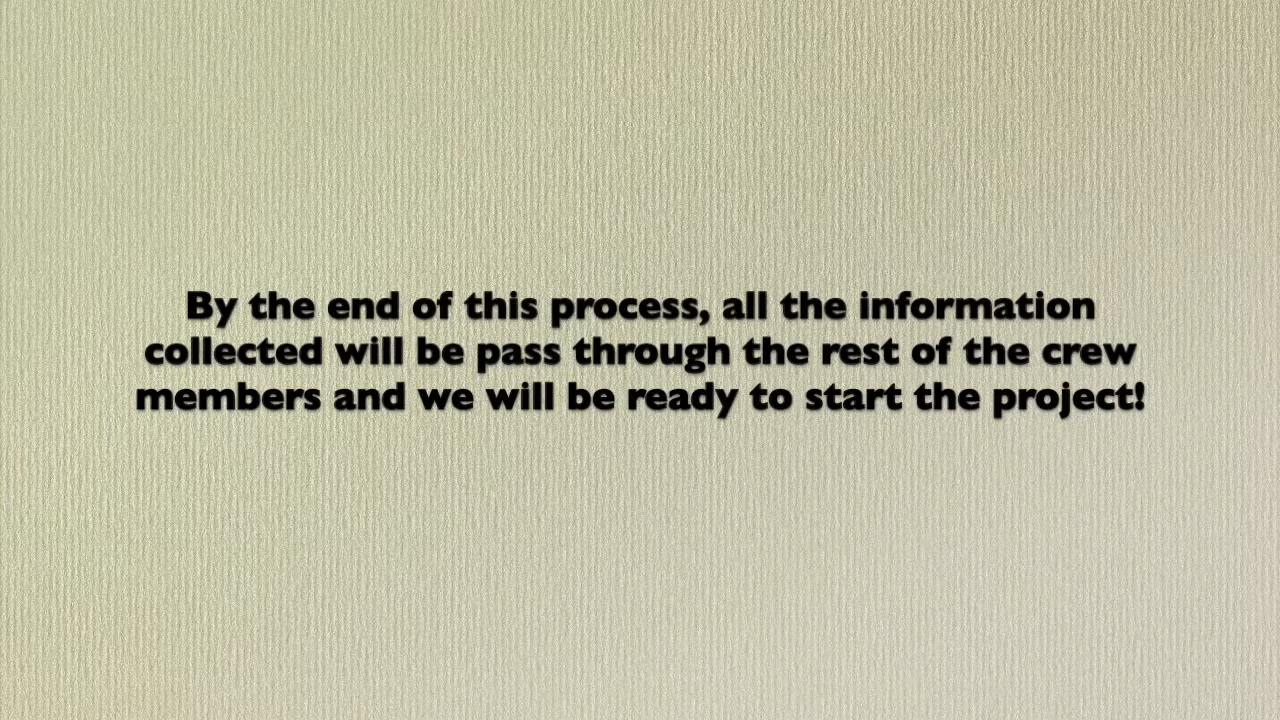 By the end of this process, all the information
collected will be pass through the rest of the crew
members and we will be ready to start the project!